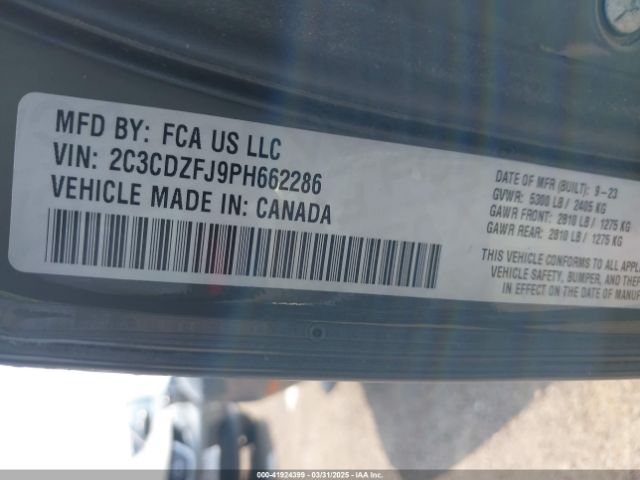 MFD BY: FCA US LLC
VIN: 2C3CDZFJ9PH662286
VEHICLE MADE IN: CANADA
DATE OF MFR (BUILT): 9-23
GVWR: 5300 LB / 2405 KG
GAWR FRONT: 2810 LB / 1275 KG
GAWR REAR: 2810 LB / 1275 KG
THIS VEHICLE CONFORMS TO ALL APPL
VEHICLE SAFETY, BUMPER, AND THEF
IN EFFECT ON THE DATE OF MANUF
000-41924399 - 03/31/2025 - IAA Inc.